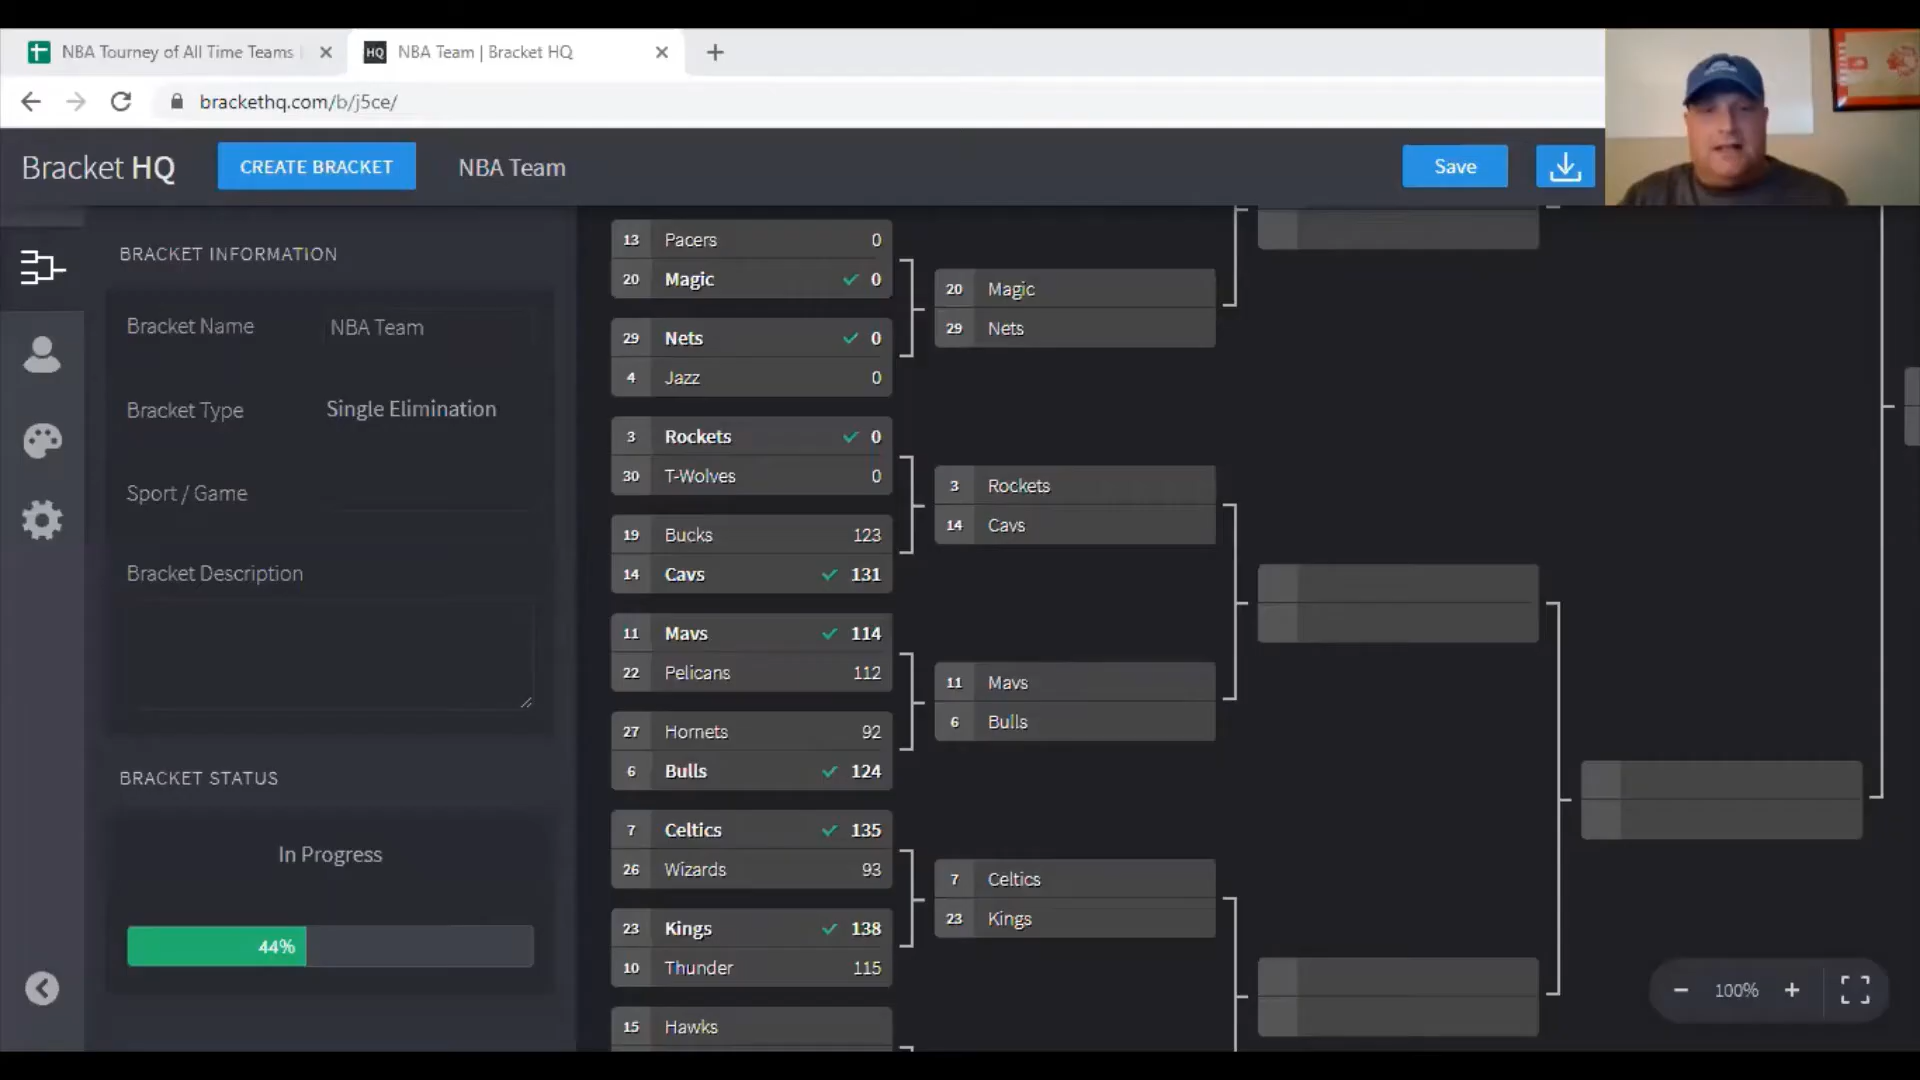 NBA Tourney of All Time Teams
NBA Team | Bracket HQ
brackethq.com/b/j5ce/
Bracket HQ
CREATE BRACKET
NBA Team
Save
BRACKET INFORMATION
Bracket Name
NBA Team
Bracket Type
Single Elimination
Sport / Game
Bracket Description
BRACKET STATUS
In Progress
44%
13 Pacers 0
20 Magic 0
29 Nets 0
4 Jazz 0
3 Rockets 0
30 T-Wolves 0
19 Bucks 123
14 Cavs 131
11 Mavs 114
22 Pelicans 112
27 Hornets 92
6 Bulls 124
7 Celtics 135
26 Wizards 93
23 Kings 138
10 Thunder 115
15 Hawks
20 Magic
29 Nets
3 Rockets
14 Cavs
11 Mavs
6 Bulls
7 Celtics
23 Kings
100%